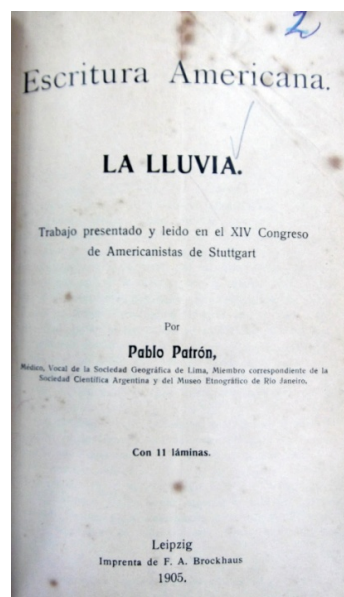 2
Escritura Americana.
LA LLUVIA.
Trabajo presentado y leido en el XIV Congreso
de Americanistas de Stuttgart
Por
Pablo Patrón,
Médico, Vocal de la Sociedad Geográfica de Lima, Miembro correspondiente de la
Sociedad Científica Argentina y del Museo Etnográfico de Rio Janeiro.
Con 11 láminas.
Leipzig
Imprenta de F. A. Brockhaus
1905.